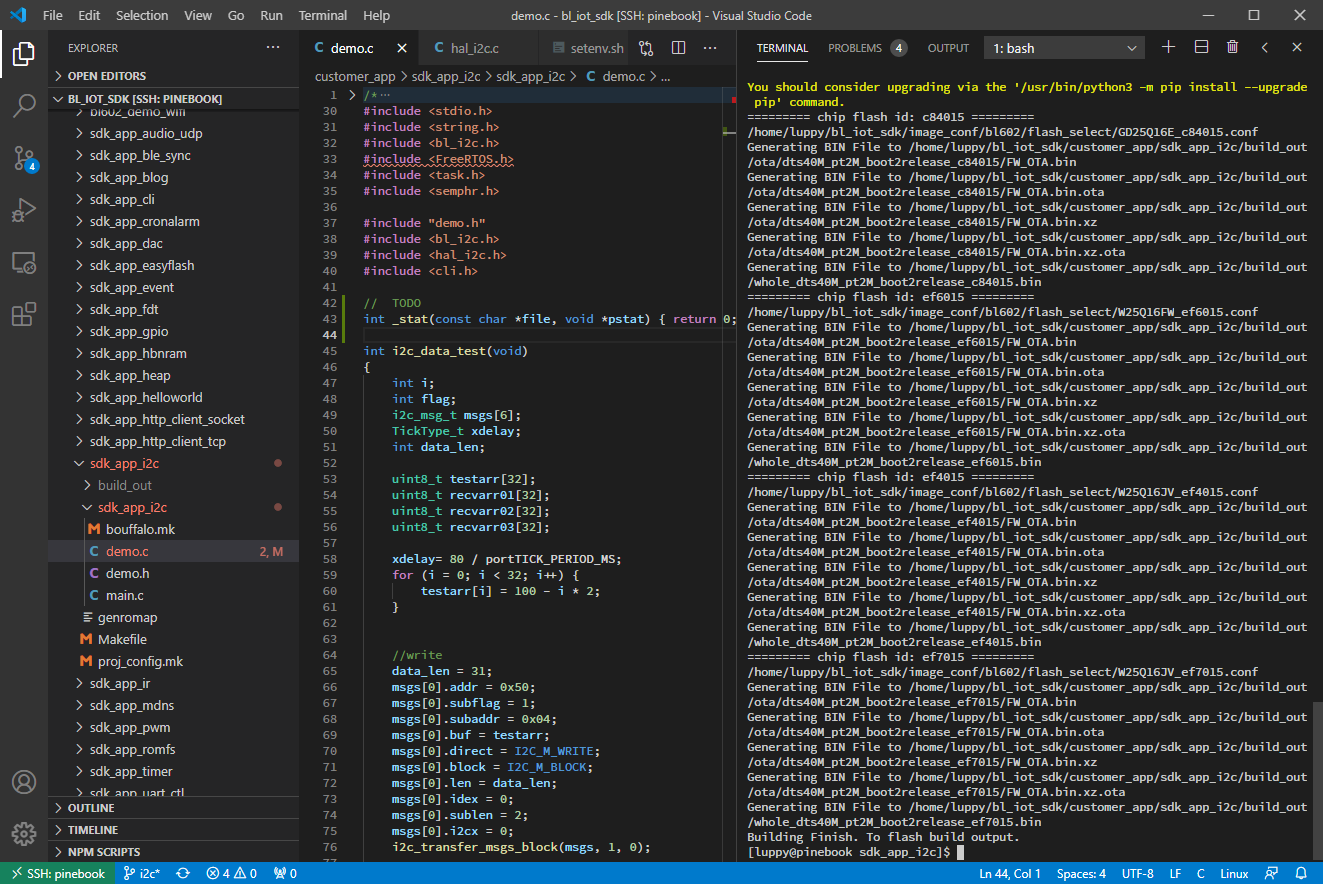 File Edit Selection View Go Run Terminal Help
demo.c - bl_iot_sdk [SSH: pinebook] - Visual Studio Code
EXPLORER
OPEN EDITORS
BL_IOT_SDK [SSH: PINEBOOK]
bl602_demo_wifi
sdk_app_audio_udp
sdk_app_ble_sync
sdk_app_blog
sdk_app_cli
sdk_app_cronalarm
sdk_app_dac
sdk_app_easyflash
sdk_app_event
sdk_app_fdt
sdk_app_gpio
sdk_app_hbnram
sdk_app_heap
sdk_app_helloworld
sdk_app_http_client_socket
sdk_app_http_client_tcp
sdk_app_i2c
build_out
sdk_app_i2c
M bouffalo.mk
C demo.c 2, M
C demo.h
C main.c
genromap
M Makefile
M proj_config.mk
sdk_app_ir
sdk_app_mdns
sdk_app_pwm
sdk_app_romfs
sdk_app_timer
sdk_app_uart_ctl
OUTLINE
TIMELINE
NPM SCRIPTS
4
C demo.c
C hal_i2c.c
setenv.sh
customer_app > sdk_app_i2c > sdk_app_i2c > C demo.c > ...
1 /*···
30 #include <stdio.h>
31 #include <string.h>
32 #include <bl_i2c.h>
33 #include <FreeRTOS.h>
34 #include <task.h>
35 #include <semphr.h>
36
37 #include "demo.h"
38 #include <bl_i2c.h>
39 #include <hal_i2c.h>
40 #include <cli.h>
41
42 //  TODO
43 int _stat(const char *file, void *pstat) { return 0;
44
45 int i2c_data_test(void)
46 {
47     int i;
48     int flag;
49     i2c_msg_t msgs[6];
50     TickType_t xdelay;
51     int data_len;
52
53     uint8_t testarr[32];
54     uint8_t recvarr01[32];
55     uint8_t recvarr02[32];
56     uint8_t recvarr03[32];
57
58     xdelay= 80 / portTICK_PERIOD_MS;
59     for (i = 0; i < 32; i++) {
60         testarr[i] = 100 - i * 2;
61     }
62
63
64     //write
65     data_len = 31;
66     msgs[0].addr = 0x50;
67     msgs[0].subflag = 1;
68     msgs[0].subaddr = 0x04;
69     msgs[0].buf = testarr;
70     msgs[0].direct = I2C_M_WRITE;
71     msgs[0].block = I2C_M_BLOCK;
72     msgs[0].len = data_len;
73     msgs[0].idex = 0;
74     msgs[0].sublen = 2;
75     msgs[0].i2cx = 0;
76     i2c_transfer_msgs_block(msgs, 1, 0);
77
TERMINAL PROBLEMS 4 OUTPUT 1: bash
You should consider upgrading via the '/usr/bin/python3 -m pip install --upgrade
 pip' command.
========= chip flash id: c84015 =========
/home/luppy/bl_iot_sdk/image_conf/bl602/flash_select/GD25Q16E_c84015.conf
Generating BIN File to /home/luppy/bl_iot_sdk/customer_app/sdk_app_i2c/build_out
/ota/dts40M_pt2M_boot2release_c84015/FW_OTA.bin
Generating BIN File to /home/luppy/bl_iot_sdk/customer_app/sdk_app_i2c/build_out
/ota/dts40M_pt2M_boot2release_c84015/FW_OTA.bin.ota
Generating BIN File to /home/luppy/bl_iot_sdk/customer_app/sdk_app_i2c/build_out
/ota/dts40M_pt2M_boot2release_c84015/FW_OTA.bin.xz
Generating BIN File to /home/luppy/bl_iot_sdk/customer_app/sdk_app_i2c/build_out
/ota/dts40M_pt2M_boot2release_c84015/FW_OTA.bin.xz.ota
Generating BIN File to /home/luppy/bl_iot_sdk/customer_app/sdk_app_i2c/build_out
/whole_dts40M_pt2M_boot2release_c84015.bin
========= chip flash id: ef6015 =========
/home/luppy/bl_iot_sdk/image_conf/bl602/flash_select/W25Q16FW_ef6015.conf
Generating BIN File to /home/luppy/bl_iot_sdk/customer_app/sdk_app_i2c/build_out
/ota/dts40M_pt2M_boot2release_ef6015/FW_OTA.bin
Generating BIN File to /home/luppy/bl_iot_sdk/customer_app/sdk_app_i2c/build_out
/ota/dts40M_pt2M_boot2release_ef6015/FW_OTA.bin.ota
Generating BIN File to /home/luppy/bl_iot_sdk/customer_app/sdk_app_i2c/build_out
/ota/dts40M_pt2M_boot2release_ef6015/FW_OTA.bin.xz
Generating BIN File to /home/luppy/bl_iot_sdk/customer_app/sdk_app_i2c/build_out
/ota/dts40M_pt2M_boot2release_ef6015/FW_OTA.bin.xz.ota
Generating BIN File to /home/luppy/bl_iot_sdk/customer_app/sdk_app_i2c/build_out
/whole_dts40M_pt2M_boot2release_ef6015.bin
========= chip flash id: ef4015 =========
/home/luppy/bl_iot_sdk/image_conf/bl602/flash_select/W25Q16JV_ef4015.conf
Generating BIN File to /home/luppy/bl_iot_sdk/customer_app/sdk_app_i2c/build_out
/ota/dts40M_pt2M_boot2release_ef4015/FW_OTA.bin
Generating BIN File to /home/luppy/bl_iot_sdk/customer_app/sdk_app_i2c/build_out
/ota/dts40M_pt2M_boot2release_ef4015/FW_OTA.bin.ota
Generating BIN File to /home/luppy/bl_iot_sdk/customer_app/sdk_app_i2c/build_out
/ota/dts40M_pt2M_boot2release_ef4015/FW_OTA.bin.xz
Generating BIN File to /home/luppy/bl_iot_sdk/customer_app/sdk_app_i2c/build_out
/ota/dts40M_pt2M_boot2release_ef4015/FW_OTA.bin.xz.ota
Generating BIN File to /home/luppy/bl_iot_sdk/customer_app/sdk_app_i2c/build_out
/whole_dts40M_pt2M_boot2release_ef4015.bin
========= chip flash id: ef7015 =========
/home/luppy/bl_iot_sdk/image_conf/bl602/flash_select/W25Q16JV_ef7015.conf
Generating BIN File to /home/luppy/bl_iot_sdk/customer_app/sdk_app_i2c/build_out
/ota/dts40M_pt2M_boot2release_ef7015/FW_OTA.bin
Generating BIN File to /home/luppy/bl_iot_sdk/customer_app/sdk_app_i2c/build_out
/ota/dts40M_pt2M_boot2release_ef7015/FW_OTA.bin.ota
Generating BIN File to /home/luppy/bl_iot_sdk/customer_app/sdk_app_i2c/build_out
/ota/dts40M_pt2M_boot2release_ef7015/FW_OTA.bin.xz
Generating BIN File to /home/luppy/bl_iot_sdk/customer_app/sdk_app_i2c/build_out
/ota/dts40M_pt2M_boot2release_ef7015/FW_OTA.bin.xz.ota
Generating BIN File to /home/luppy/bl_iot_sdk/customer_app/sdk_app_i2c/build_out
/whole_dts40M_pt2M_boot2release_ef7015.bin
Building Finish. To flash build output.
[luppy@pinebook sdk_app_i2c]$
SSH: pinebook i2c* 4 0 0 Ln 44, Col 1 Spaces: 4 UTF-8 LF C Linux